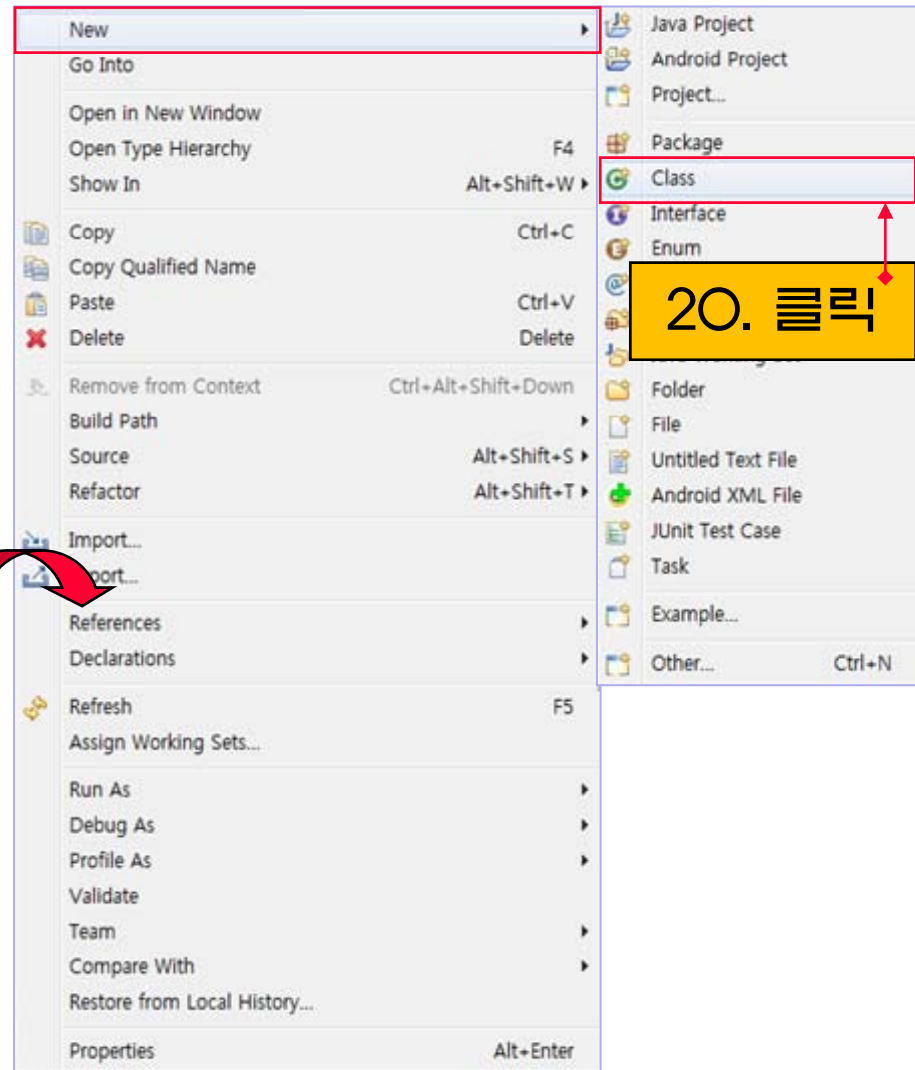 New
Go Into
Open in New Window
Open Type Hierarchy F4
Show In Alt+Shift+W
Copy Ctrl+C
Copy Qualified Name
Paste Ctrl+V
Delete Delete
Remove from Context Ctrl+Alt+Shift+Down
Build Path
Source Alt+Shift+S
Refactor Alt+Shift+T
Import...
port...
References
Declarations
Refresh F5
Assign Working Sets...
Run As
Debug As
Profile As
Validate
Team
Compare With
Restore from Local History...
Properties Alt+Enter
Java Project
Android Project
Project...
Package
Class
Interface
Enum
20. 클릭
Folder
File
Untitled Text File
Android XML File
JUnit Test Case
Task
Example...
Other... Ctrl+N